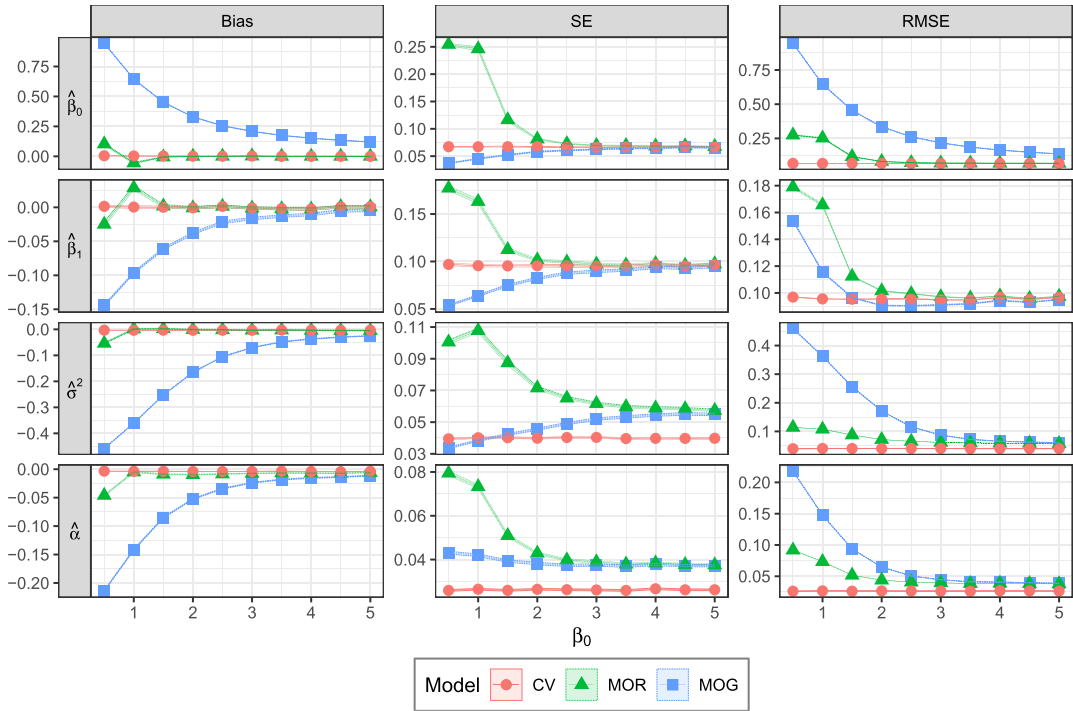 Bias SE RMSE
β̂₀ 0.75 0.50 0.25 0.00
0.25 0.20 0.15 0.10 0.05
0.75 0.50 0.25 0.00
β̂₁ 0.00 −0.05 −0.10 −0.15
0.15 0.10 0.05
0.18 0.16 0.14 0.12 0.10
σ̂² 0.0 −0.1 −0.2 −0.3 −0.4
0.11 0.09 0.07 0.05 0.03
0.4 0.3 0.2 0.1
α̂ 0.00 −0.05 −0.10 −0.15 −0.20
0.08 0.06 0.04
0.20 0.15 0.10 0.05
0 1 2 3 4 5 1 2 3 4 5 1 2 3 4 5
β₀
Model CV MOR MOG